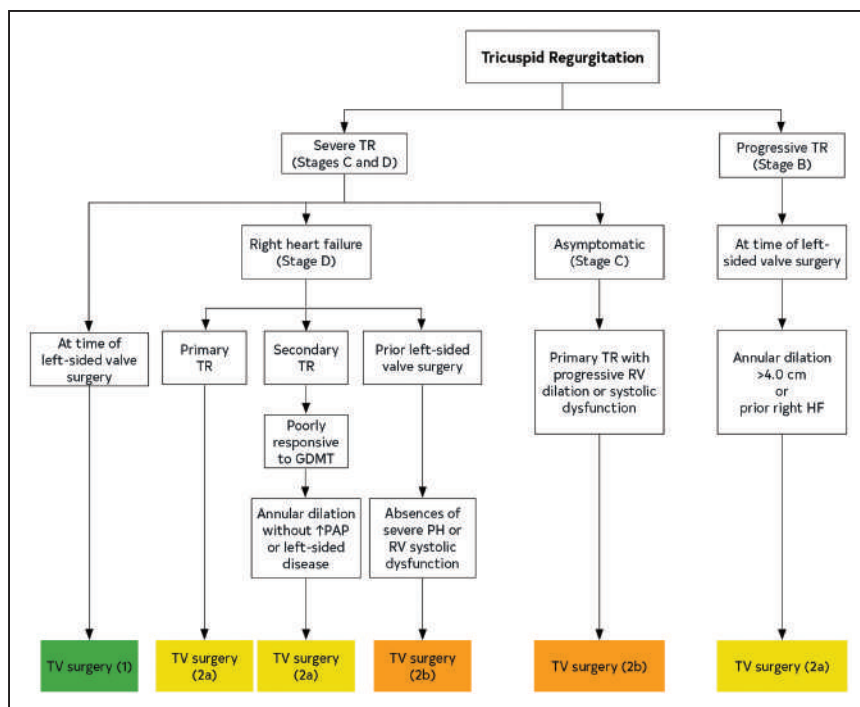 Tricuspid Regurgitation
Severe TR
(Stages C and D)
Progressive TR
(Stage B)
Right heart failure
(Stage D)
Asymptomatic
(Stage C)
At time of left-
sided valve surgery
At time of
left-sided valve
surgery
Primary
TR
Secondary
TR
Prior left-sided
valve surgery
Primary TR with
progressive RV
dilation or systolic
dysfunction
Annular dilation
>4.0 cm
or
prior right HF
Poorly
responsive
to GDMT
Annular dilation
without ↑PAP
or left-sided
disease
Absences of
severe PH or
RV systolic
dysfunction
TV surgery (1)
TV surgery
(2a)
TV surgery
(2a)
TV surgery
(2b)
TV surgery (2b)
TV surgery (2a)